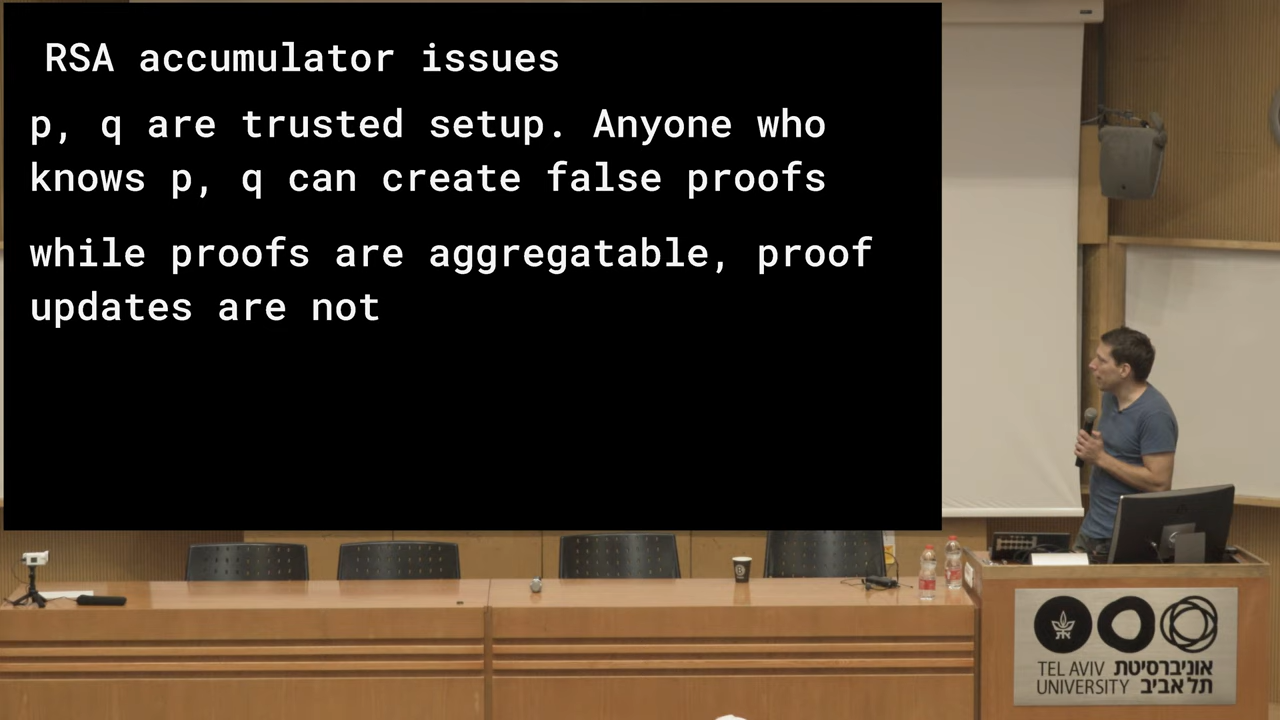 RSA accumulator issues
p, q are trusted setup. Anyone who
knows p, q can create false proofs
while proofs are aggregatable, proof
updates are not
TEL AVIV אוניברסיטת
UNIVERSITY תל אביב